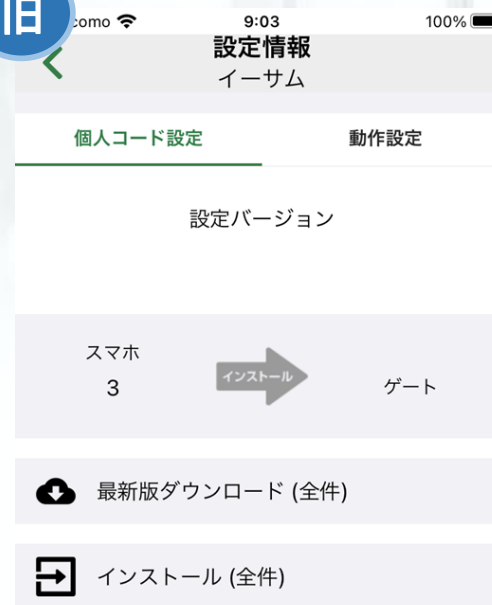 旧
como 9:03 100%
設定情報
イーサム
個人コード設定 動作設定
設定バージョン
スマホ
3
インストール
ゲート
最新版ダウンロード (全件)
インストール (全件)